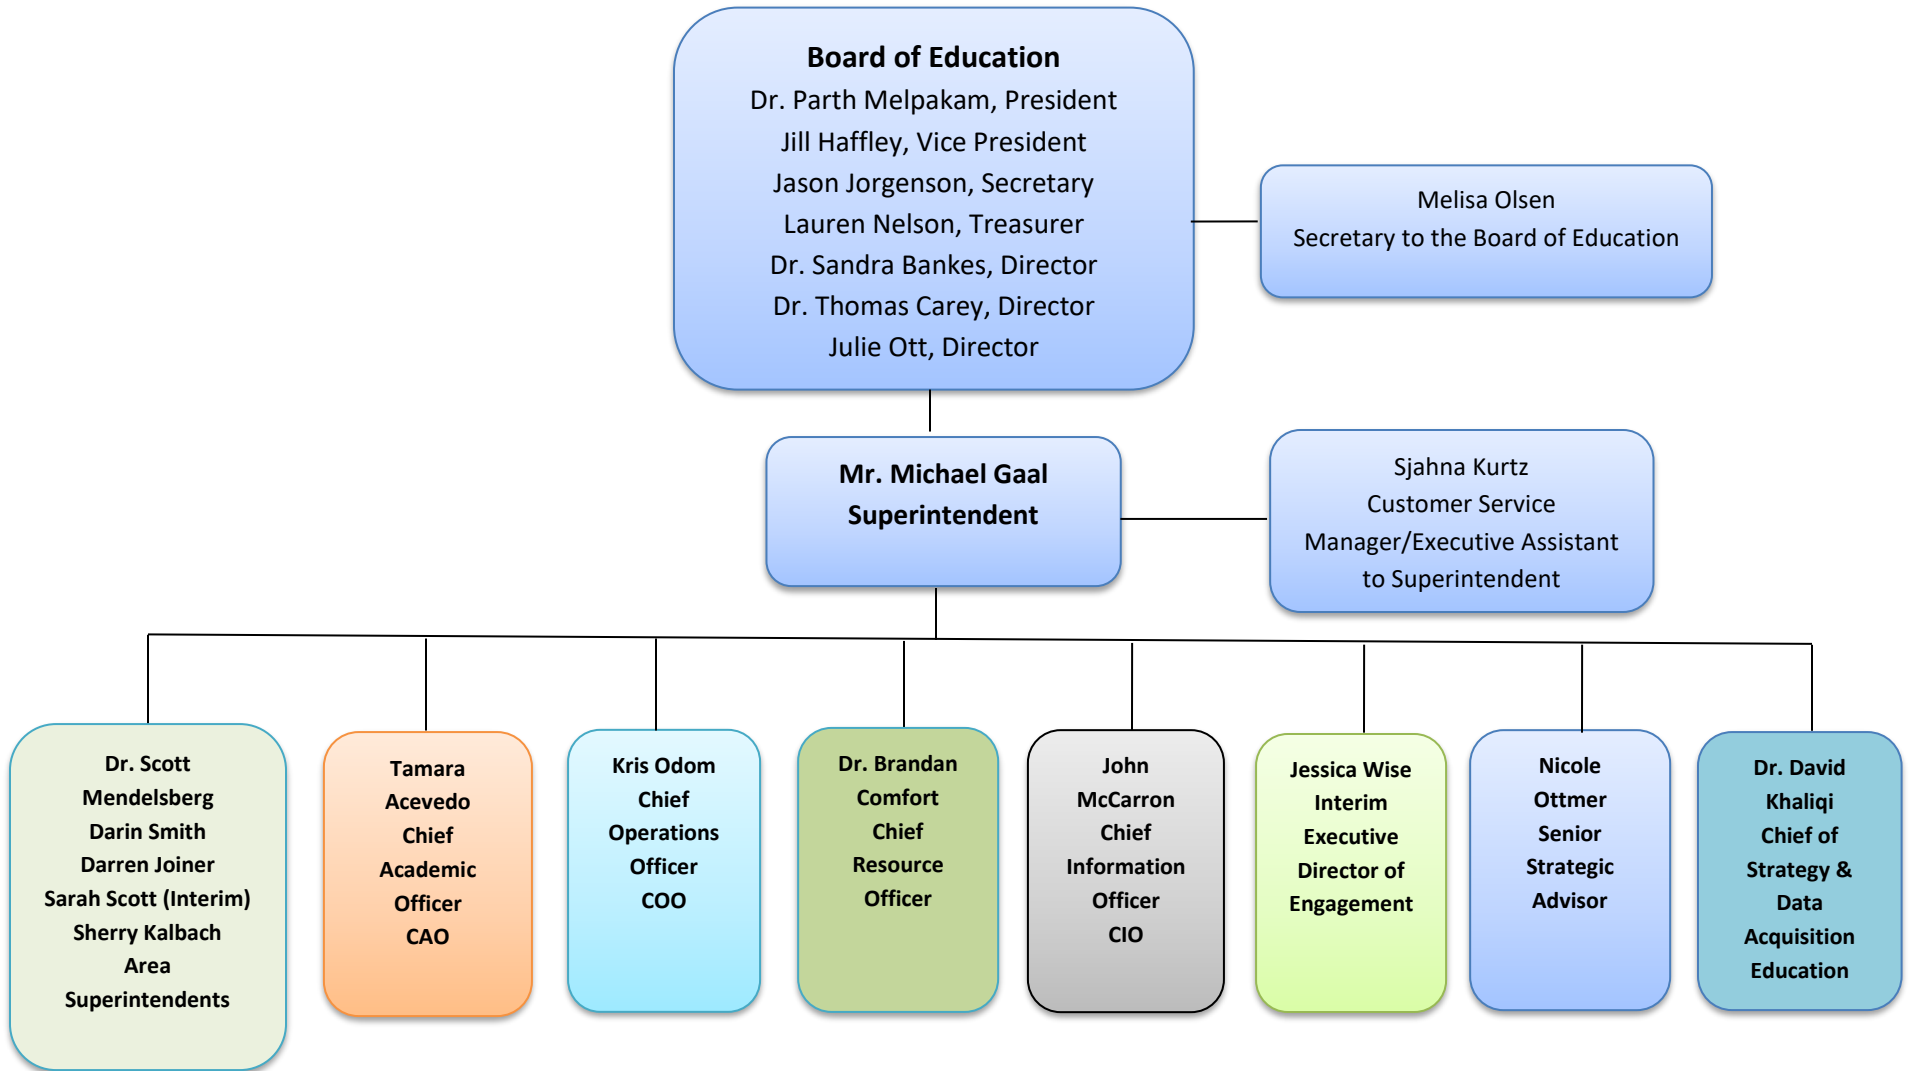 Board of Education
Dr. Parth Melpakam, President
Jill Haffley, Vice President
Jason Jorgenson, Secretary
Lauren Nelson, Treasurer
Dr. Sandra Bankes, Director
Dr. Thomas Carey, Director
Julie Ott, Director
Melisa Olsen
Secretary to the Board of Education
Mr. Michael Gaal
Superintendent
Sjahna Kurtz
Customer Service
Manager/Executive Assistant
to Superintendent
Dr. Scott
Mendelsberg
Darin Smith
Darren Joiner
Sarah Scott (Interim)
Sherry Kalbach
Area
Superintendents
Tamara
Acevedo
Chief
Academic
Officer
CAO
Kris Odom
Chief
Operations
Officer
COO
Dr. Brandan
Comfort
Chief
Resource
Officer
John
McCarron
Chief
Information
Officer
CIO
Jessica Wise
Interim
Executive
Director of
Engagement
Nicole
Ottmer
Senior
Strategic
Advisor
Dr. David
Khaliqi
Chief of
Strategy &
Data
Acquisition
Education